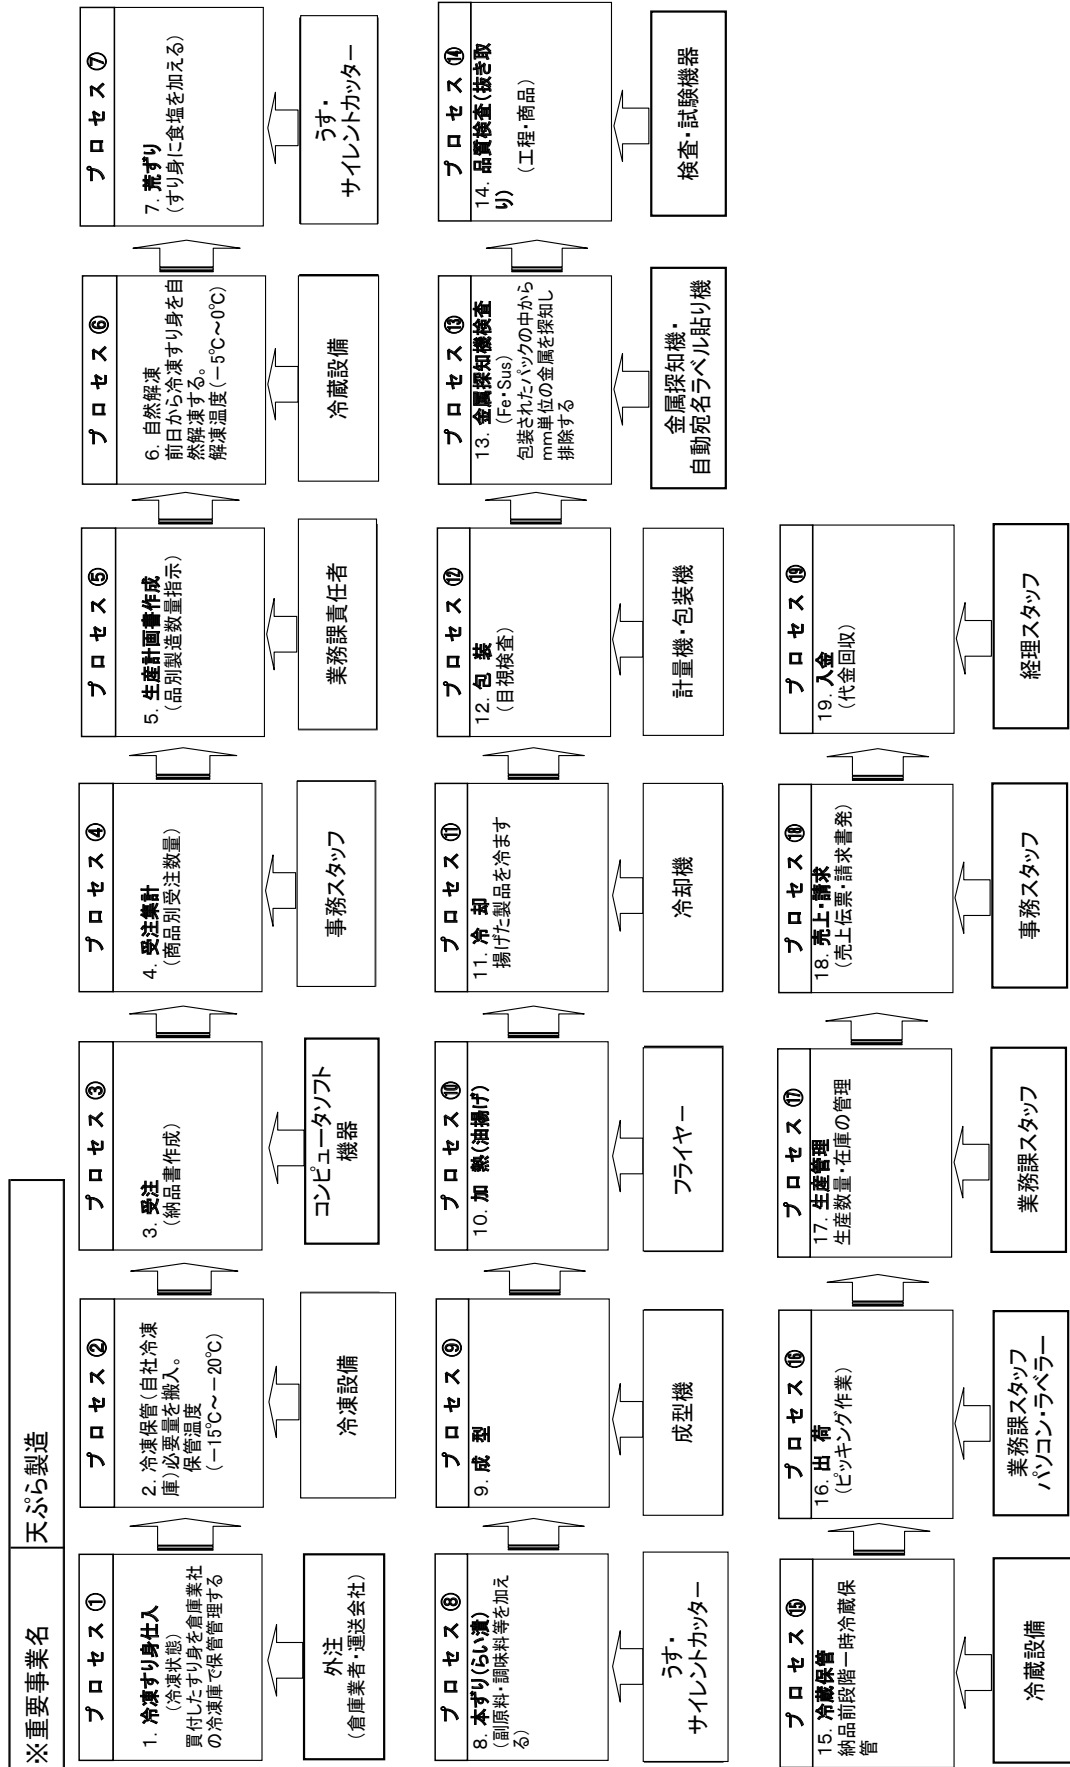 ※重要事業名
天ぷら製造
プロセス ①
1. 冷凍すり身仕入
(冷凍状態)
買付したすり身を倉庫業社
の冷凍庫で保管管理する
外注
(倉庫業者・運送会社)
プロセス ②
2. 冷凍保管(自社冷凍
庫)必要量を搬入。
保管温度
(−15℃〜−20℃)
冷凍設備
プロセス ③
3. 受注
(納品書作成)
コンピュータソフト
機器
プロセス ④
4. 受注集計
(商品別受注数量)
事務スタッフ
プロセス ⑤
5. 生産計画書作成
(品別製造数量指示)
業務課責任者
プロセス ⑥
6. 自然解凍
前日から冷凍すり身を自
然解凍する。
解凍温度(−5℃〜0℃)
冷蔵設備
プロセス ⑦
7. 荒ずり
(すり身に食塩を加える)
うす・
サイレントカッター
プロセス ⑧
8. 本ずり(らい潰)
(副原料・調味料等を加え
る)
うす・
サイレントカッター
プロセス ⑨
9. 成 型
成型機
プロセス ⑩
10. 加 熱(油揚げ)
フライヤー
プロセス ⑪
11. 冷 却
揚げた製品を冷ます
冷却機
プロセス ⑫
12. 包 装
(目視検査)
計量機・包装機
プロセス ⑬
13. 金属探知機検査
(Fe・Sus)
包装されたパックの中から
mm単位の金属を探知し
排除する
金属探知機・
自動宛名ラベル貼り機
プロセス ⑭
14. 品質検査(抜き取
り)
(工程・商品)
検査・試験機器
プロセス ⑮
15. 冷蔵保管
納品前段階一時冷蔵保
管
冷蔵設備
プロセス ⑯
16. 出 荷
(ピッキング作業)
業務課スタッフ
パソコン・ラベラー
プロセス ⑰
17. 生産管理
生産数量・在庫の管理
業務課スタッフ
プロセス ⑱
18. 売上・請求
(売上伝票・請求書発)
事務スタッフ
プロセス ⑲
19. 入金
(代金回収)
経理スタッフ